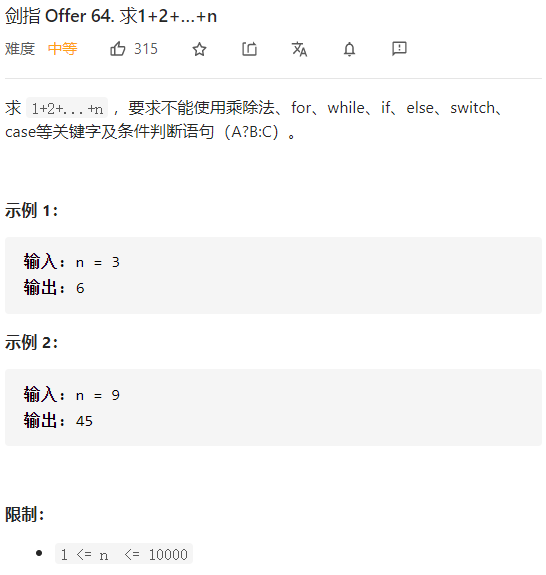 剑指 Offer 64. 求1+2+…+n
难度 中等 315
求 1+2+...+n ，要求不能使用乘除法、for、while、if、else、switch、
case等关键字及条件判断语句（A?B:C）。
示例 1：
输入：n = 3
输出：6
示例 2：
输入：n = 9
输出：45
限制：
1 <= n <= 10000